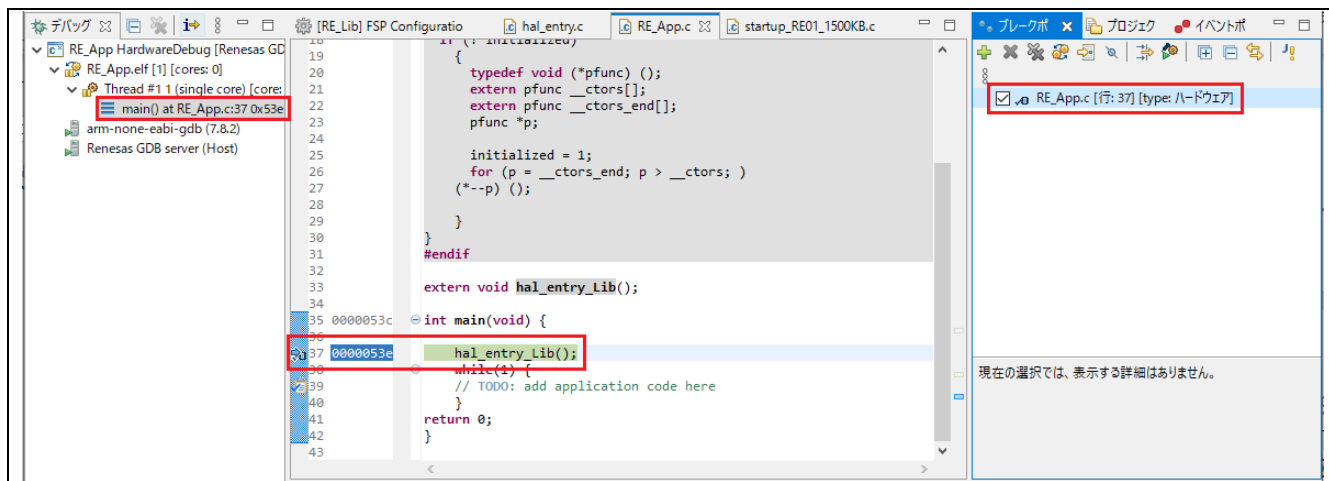 デバッグ
RE_App HardwareDebug [Renesas GD
RE_App.elf [1] [cores: 0]
Thread #1 1 (single core) [core:
main() at RE_App.c:37 0x53e
arm-none-eabi-gdb (7.8.2)
Renesas GDB server (Host)
[RE_Lib] FSP Configuratio
hal_entry.c
RE_App.c
startup_RE01_1500KB.c
18 if (! initialized)
19 {
20 typedef void (*pfunc) ();
21 extern pfunc __ctors[];
22 extern pfunc __ctors_end[];
23 pfunc *p;
24
25 initialized = 1;
26 for (p = __ctors_end; p > __ctors; )
27 (*--p) ();
28
29 }
30 }
31 #endif
32
33 extern void hal_entry_Lib();
34
35 0000053c int main(void) {
36
37 0000053e hal_entry_Lib();
38 while(1) {
39 // TODO: add application code here
40 }
41 return 0;
42 }
43
ブレークポ
プロジェク
イベントポ
RE_App.c [行: 37] [type: ハードウェア]
現在の選択では、表示する詳細はありません。